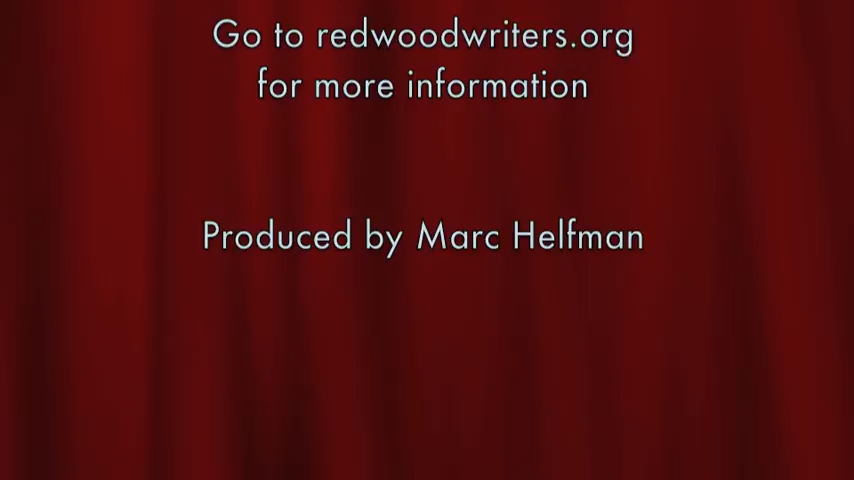 Go to redwoodwriters.org
for more information
Produced by Marc Helfman